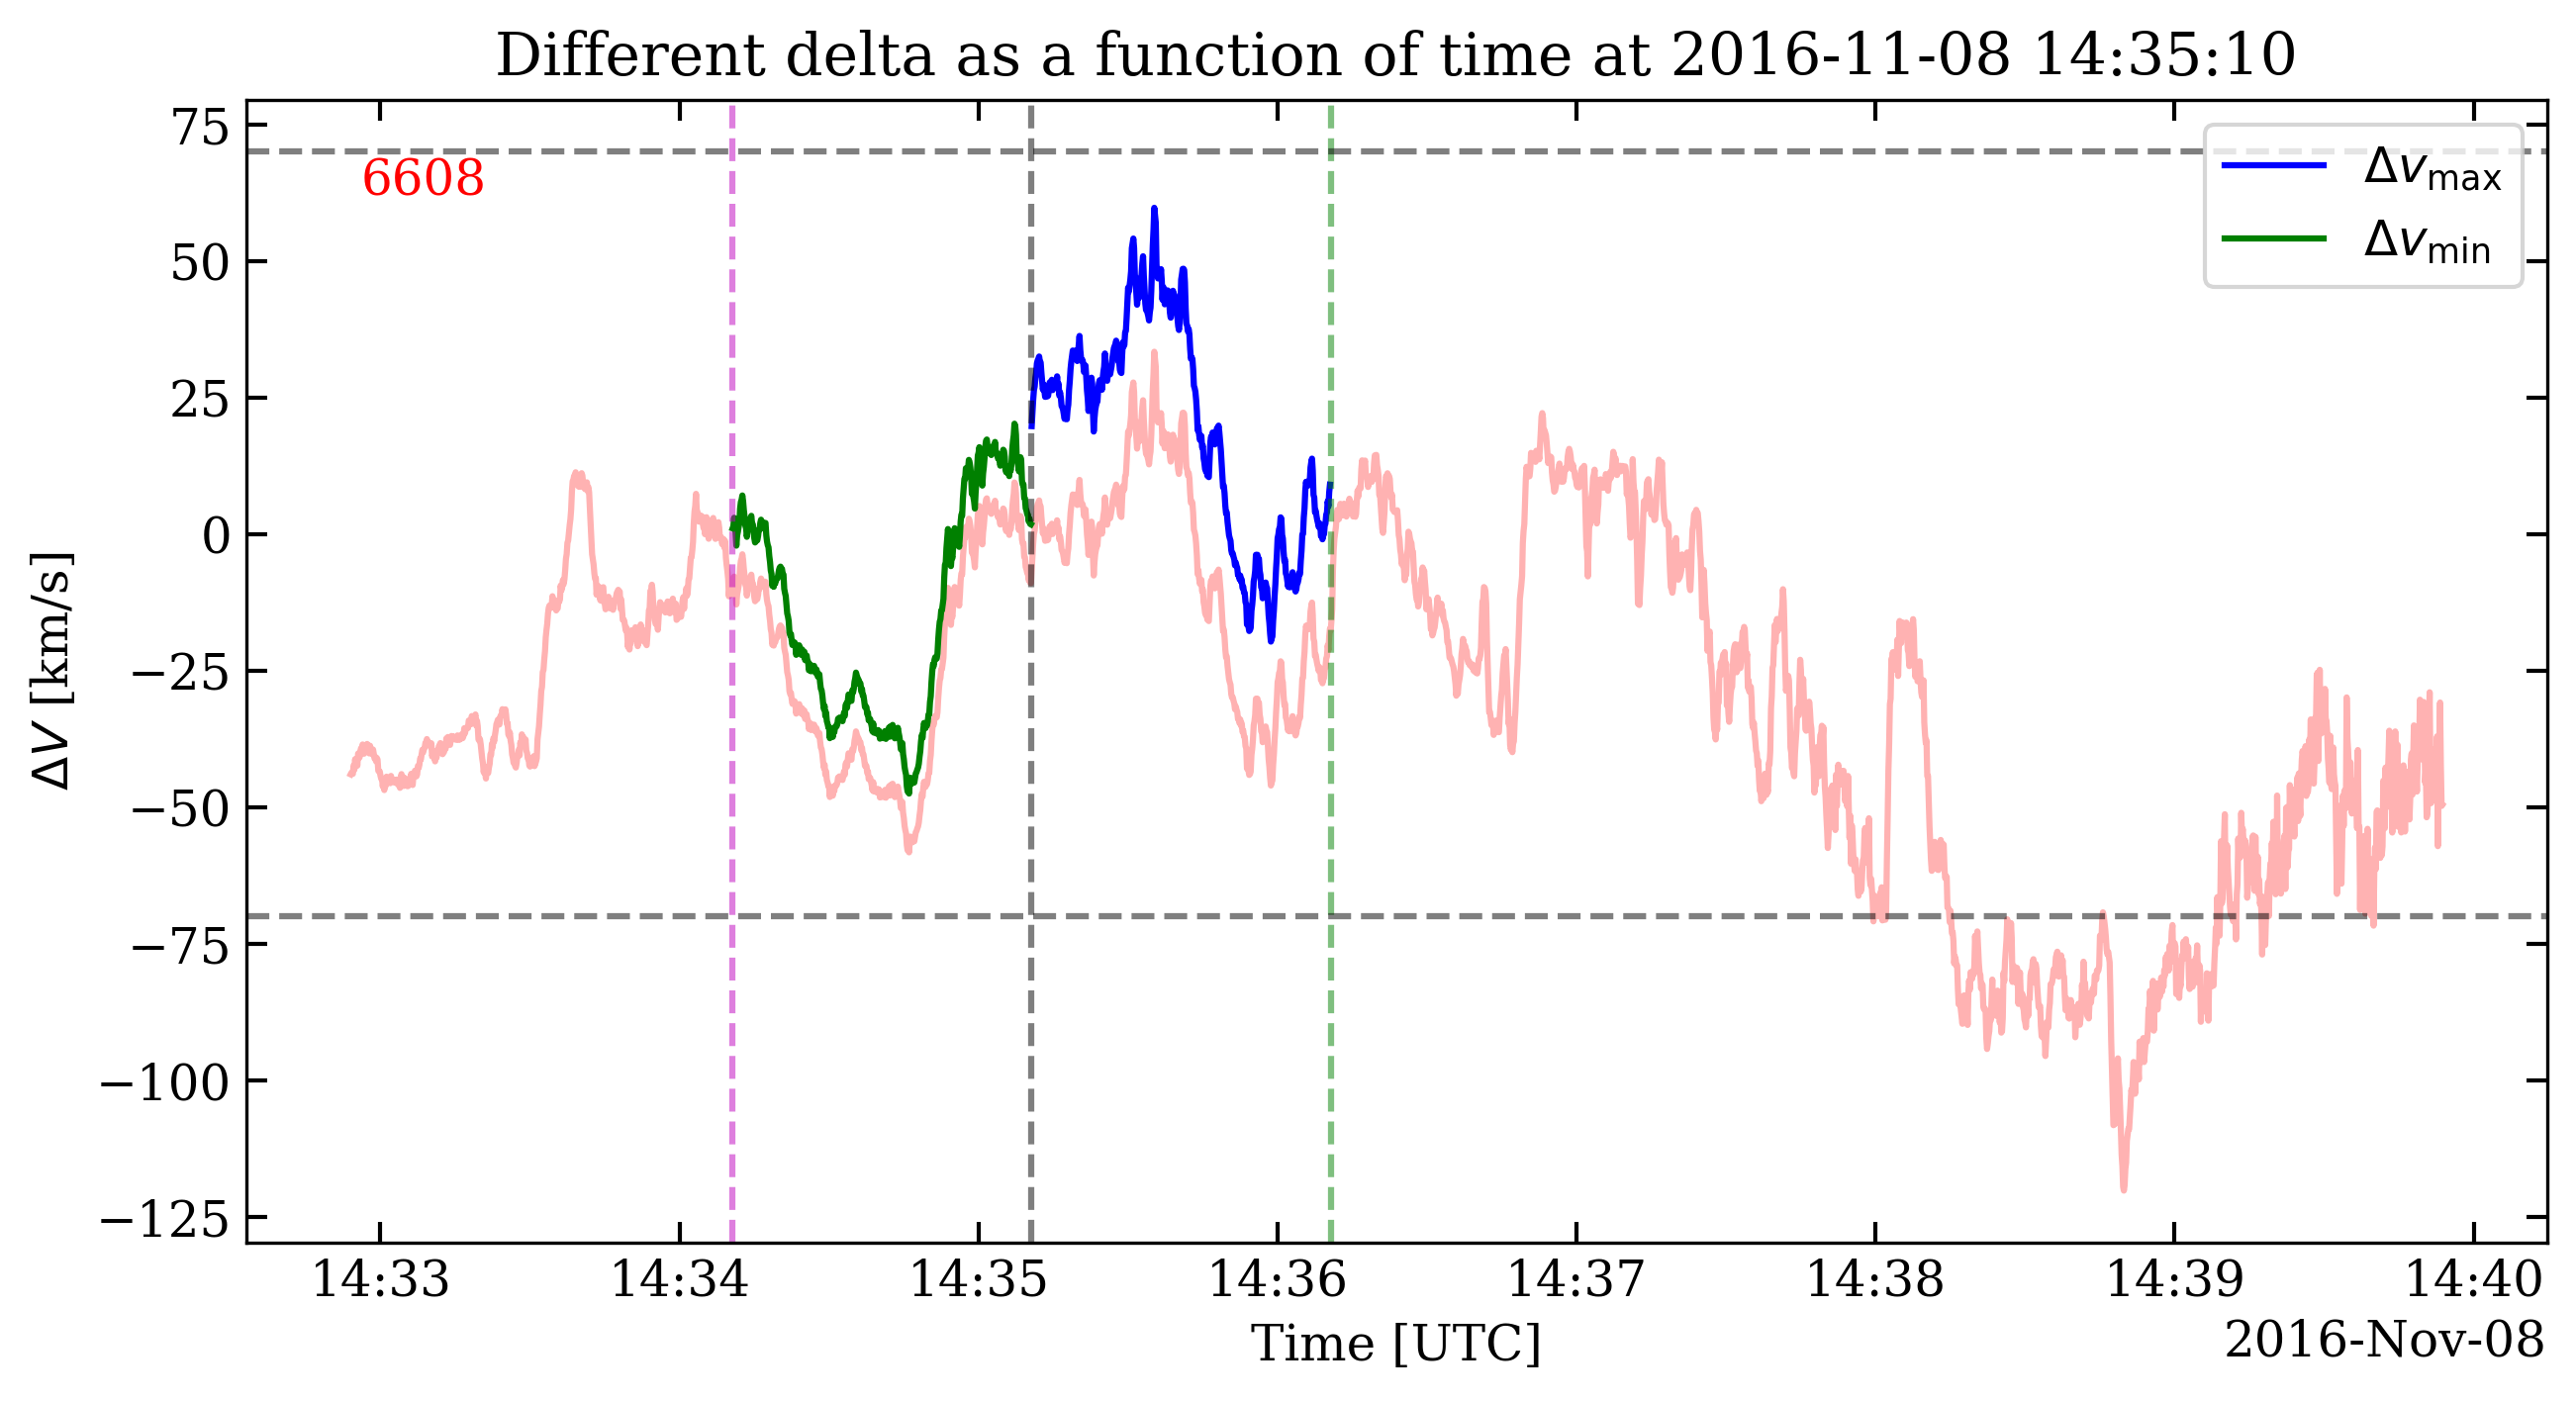 Different delta as a function of time at 2016-11-08 14:35:10
75
50
25
0
−25
−50
−75
−100
−125
ΔV [km/s]
6608
Δv_max
Δv_min
14:33 14:34 14:35 14:36 14:37 14:38 14:39 14:40
Time [UTC]
2016-Nov-08